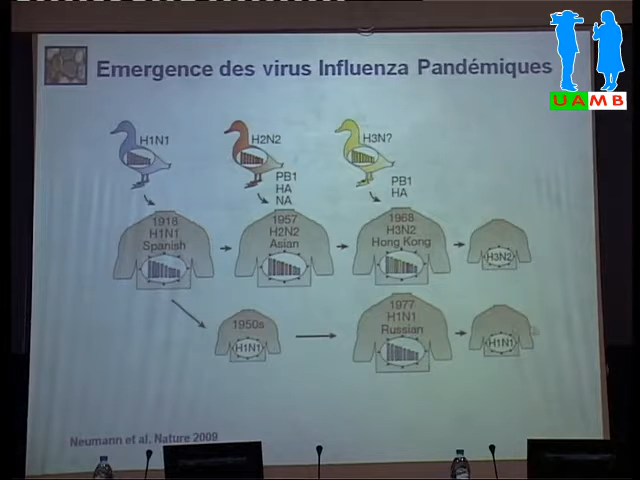 Emergence des virus Influenza Pandémiques
UAMB
H1N1
H2N2
H3N?
PB1
HA
NA
PB1
HA
1918
H1N1
Spanish
1957
H2N2
Asian
1968
H3N2
Hong Kong
H3N2
1950s
H1N1
1977
H1N1
Russian
H1N1
Neumann et al. Nature 2009